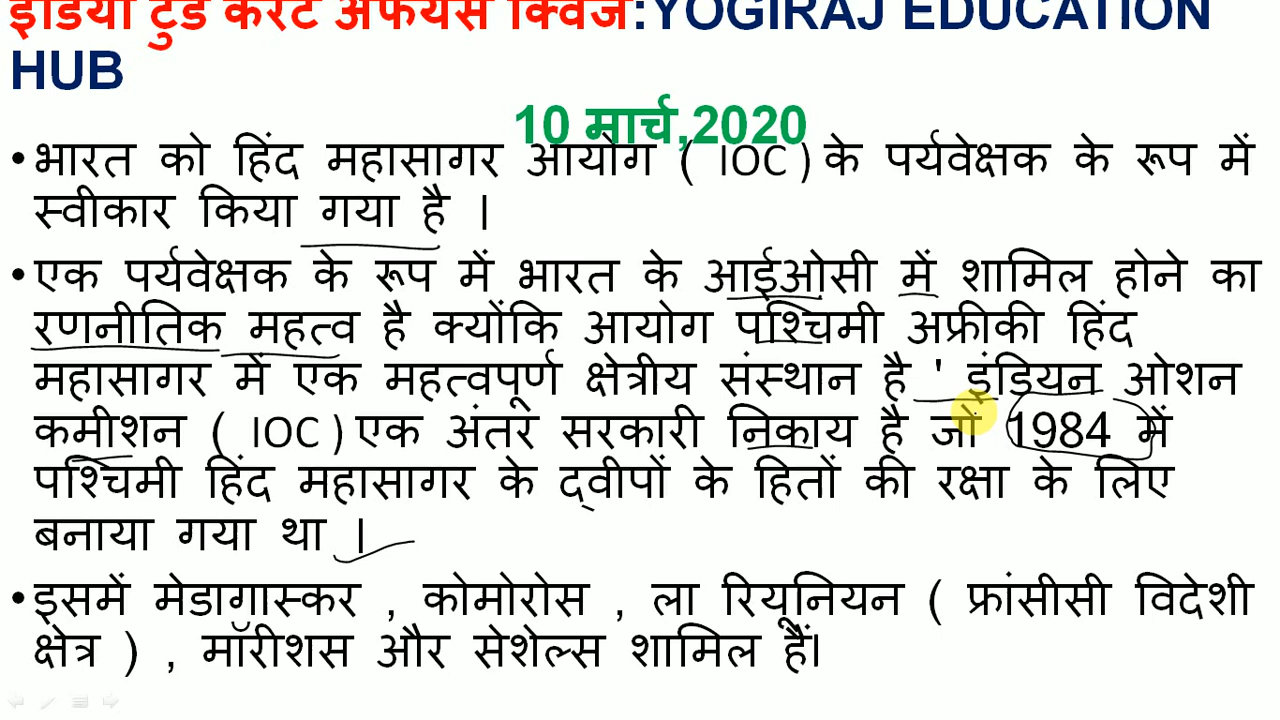 इंडिया टुडे करंट अफेयर्स क्विज:YOGIRAJ EDUCATION
HUB
10 मार्च,2020
•भारत को हिंद महासागर आयोग ( IOC ) के पर्यवेक्षक के रूप में
स्वीकार किया गया है ।
•एक पर्यवेक्षक के रूप में भारत के आईओसी में शामिल होने का
रणनीतिक महत्व है क्योंकि आयोग पश्चिमी अफ्रीकी हिंद
महासागर में एक महत्वपूर्ण क्षेत्रीय संस्थान है ' इंडियन ओशन
कमीशन ( IOC ) एक अंतर सरकारी निकाय है जो 1984 में
पश्चिमी हिंद महासागर के द्वीपों के हितों की रक्षा के लिए
बनाया गया था ।
•इसमें मेडागास्कर , कोमोरोस , ला रियूनियन ( फ्रांसीसी विदेशी
क्षेत्र ) , मॉरीशस और सेशेल्स शामिल हैं।